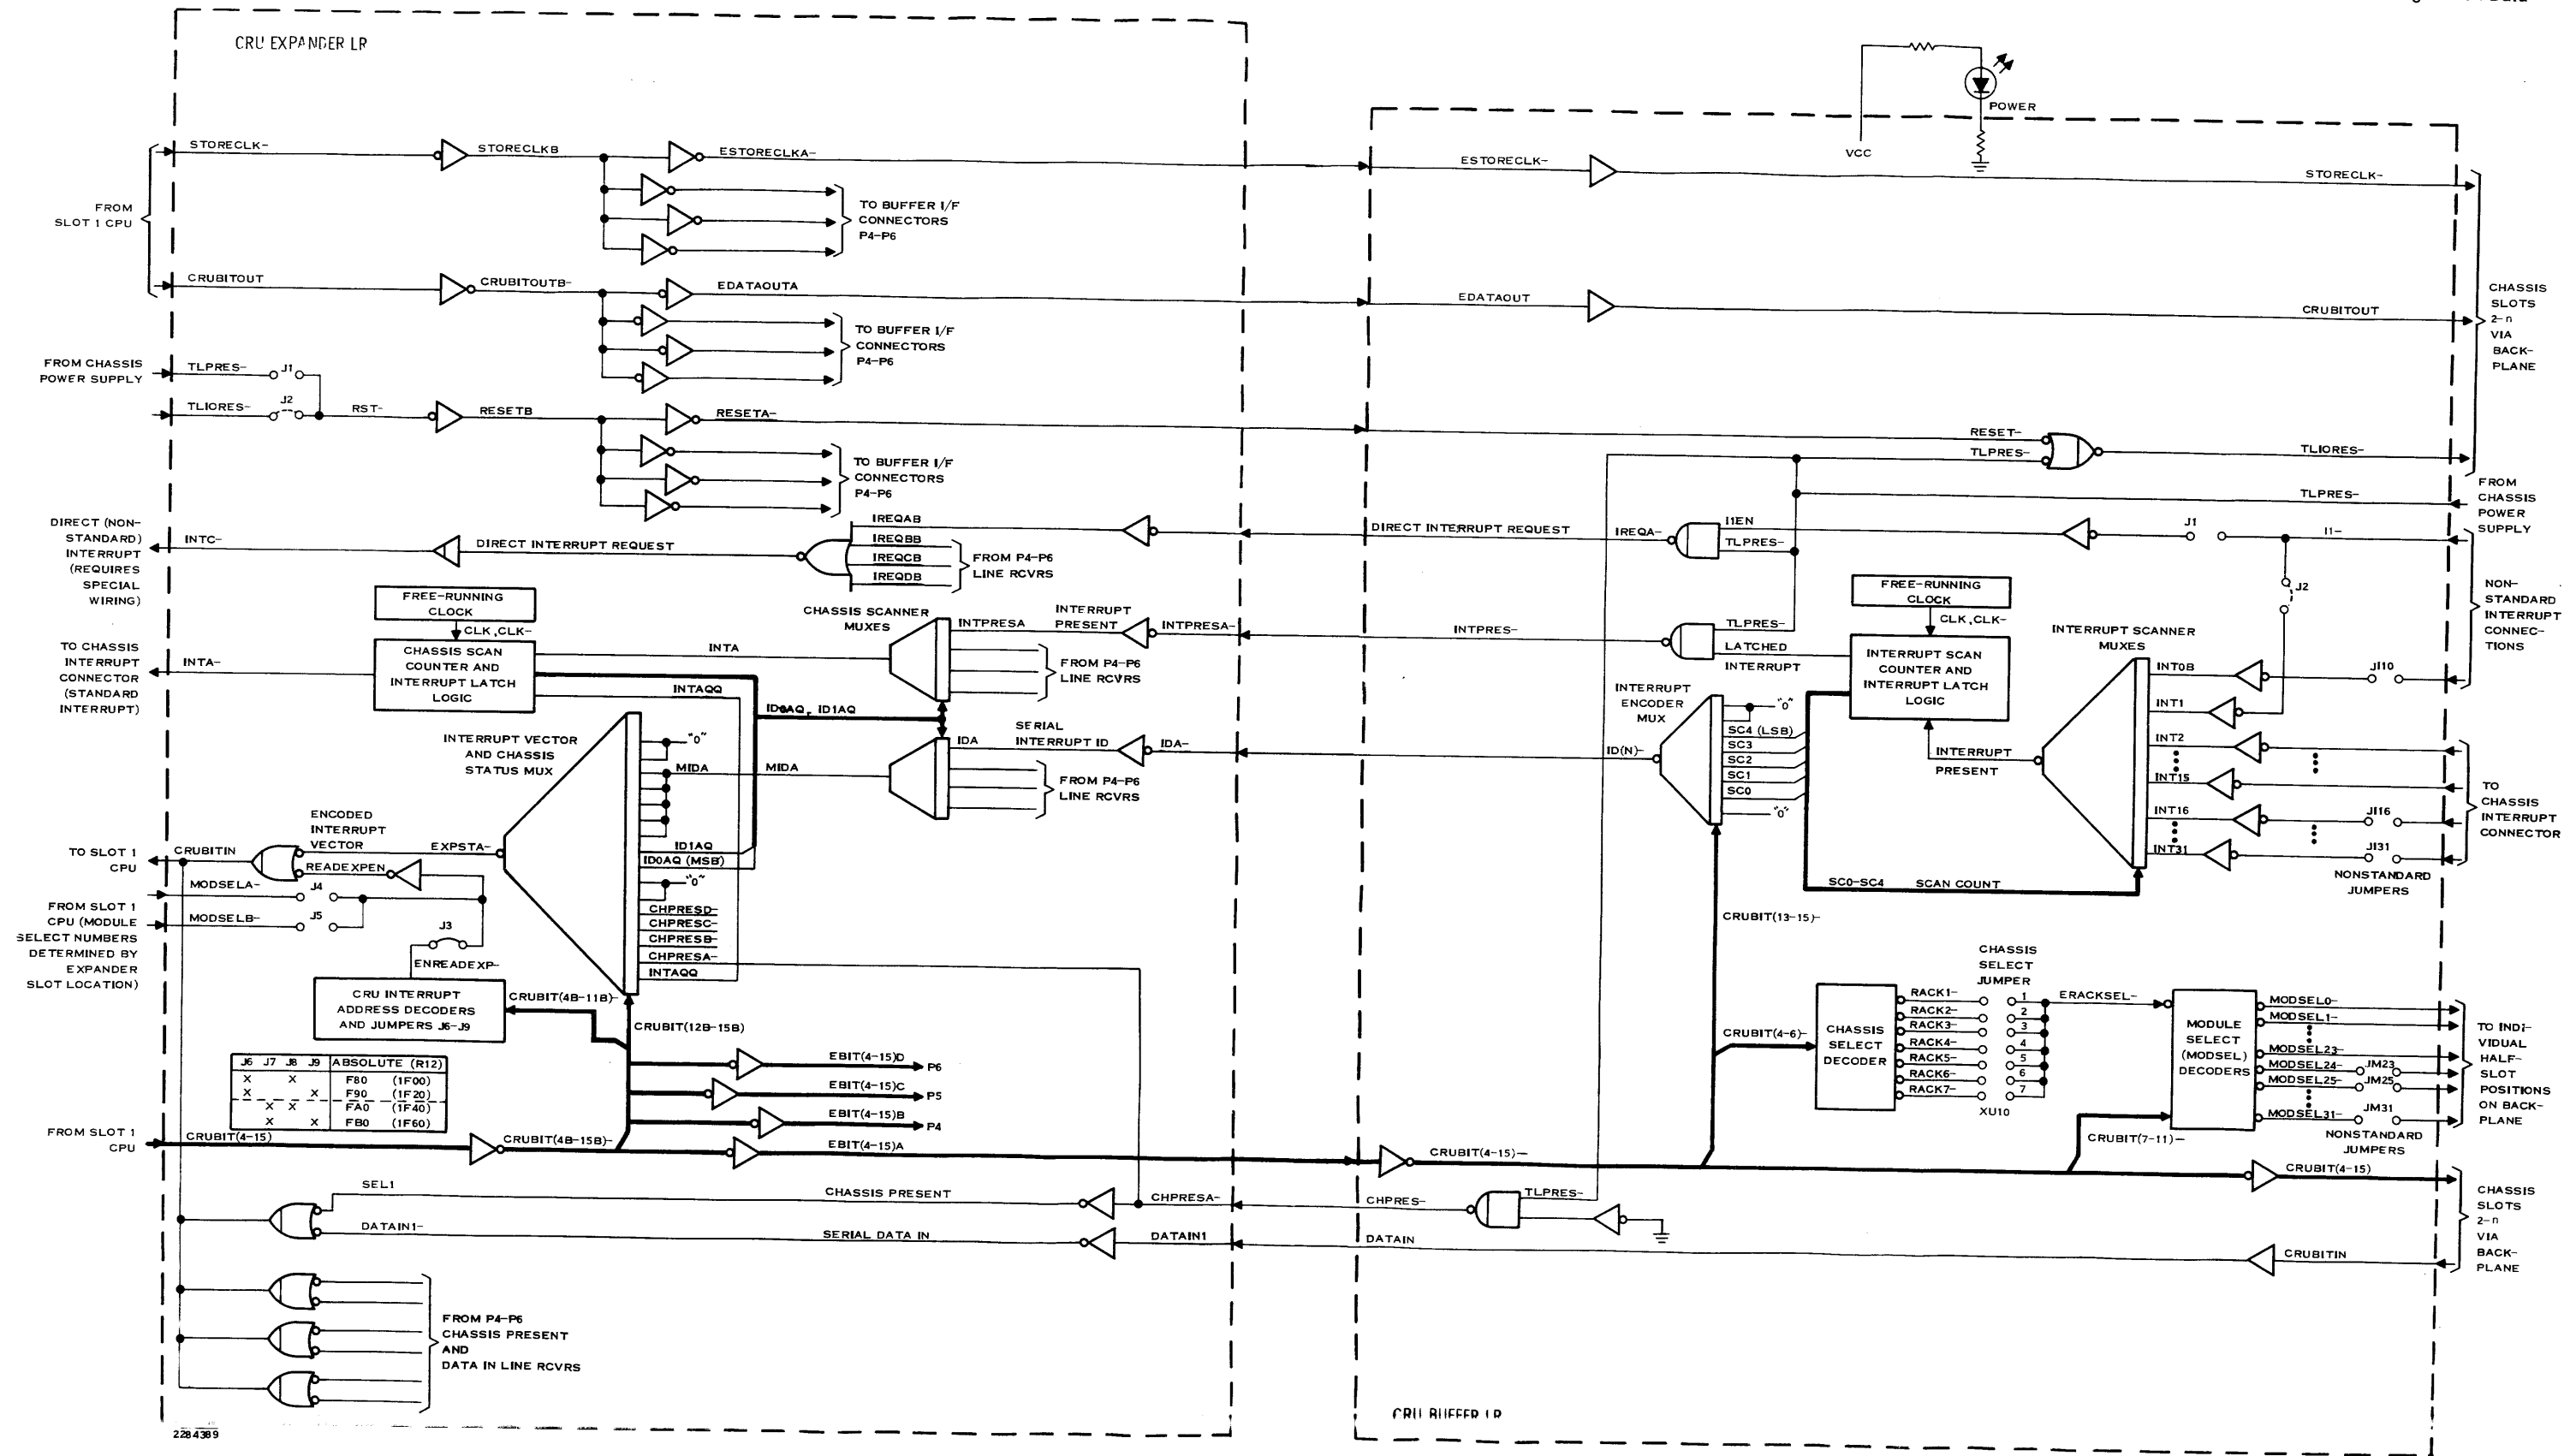 CRU EXPANDER LR
POWER
VCC
STORECLK-
STORECLKB
ESTORECLKA-
ESTORECLK-
STORECLK-
FROM
SLOT 1 CPU
TO BUFFER I/F
CONNECTORS
P4-P6
CRUBITOUT
CRUBITOUTB-
EDATAOUTA
EDATAOUT
CRUBITOUT
CHASSIS
SLOTS
2-n
VIA
BACK-
PLANE
TO BUFFER I/F
CONNECTORS
P4-P6
FROM CHASSIS
POWER SUPPLY
TLPRES-
J1
TLIORES-
J2
RST-
RESETB
RESETA-
RESET-
TLPRES-
TLIORES-
TO BUFFER I/F
CONNECTORS
P4-P6
TLPRES-
FROM
CHASSIS
POWER
SUPPLY
DIRECT (NON-
STANDARD)
INTERRUPT
(REQUIRES
SPECIAL
WIRING)
INTC-
DIRECT INTERRUPT REQUEST
IREQAB
IREQBB
IREQCB
IREQDB
FROM P4-P6
LINE RCVRS
DIRECT INTERRUPT REQUEST
IREQA-
I1EN
TLPRES-
J1
I1-
J2
NON-
STANDARD
INTERRUPT
CONNEC-
TIONS
FREE-RUNNING
CLOCK
CLK,CLK-
CHASSIS SCAN
COUNTER AND
INTERRUPT LATCH
LOGIC
TO CHASSIS
INTERRUPT
CONNECTOR
(STANDARD
INTERRUPT)
INTA-
INTA
INTAQQ
ID0AQ, ID1AQ
CHASSIS SCANNER
MUXES
INTPRESA
INTERRUPT
PRESENT
INTPRESA-
FROM P4-P6
LINE RCVRS
INTPRES-
TLPRES-
LATCHED
INTERRUPT
FREE-RUNNING
CLOCK
CLK,CLK-
INTERRUPT SCAN
COUNTER AND
INTERRUPT LATCH
LOGIC
INTERRUPT SCANNER
MUXES
INT0B
JI10
INT1
INT2
INT15
INT16
JI16
INT31
JI31
NONSTANDARD
JUMPERS
TO
CHASSIS
INTERRUPT
CONNECTOR
INTERRUPT
PRESENT
INTERRUPT
ENCODER
MUX
"0"
SC4 (LSB)
SC3
SC2
SC1
SC0
"0"
SC0-SC4 SCAN COUNT
ID(N)-
IDA
SERIAL
INTERRUPT ID
IDA-
FROM P4-P6
LINE RCVRS
INTERRUPT VECTOR
AND CHASSIS
STATUS MUX
"0"
MIDA
MIDA
ID1AQ
ID0AQ (MSB)
"0"
CHPRESD-
CHPRESC-
CHPRESB-
CHPRESA-
INTAQQ
ENCODED
INTERRUPT
VECTOR
EXPSTA-
READEXPEN
TO SLOT 1
CPU
CRUBITIN
MODSELA-
J4
MODSELB-
J5
J3
ENREADEXP-
FROM SLOT 1
CPU (MODULE
SELECT NUMBERS
DETERMINED BY
EXPANDER
SLOT LOCATION)
CRU INTERRUPT
ADDRESS DECODERS
AND JUMPERS J6-J9
CRUBIT(4B-11B)-
CRUBIT(12B-15B)
J6 J7 J8 J9 ABSOLUTE (R12)
X X F80 (1F00)
X X F90 (1F20)
X X FA0 (1F40)
X X FB0 (1F60)
EBIT(4-15)D
P6
EBIT(4-15)C
P5
EBIT(4-15)B
P4
EBIT(4-15)A
FROM SLOT 1
CPU
CRUBIT(4-15)
CRUBIT(4B-15B)-
CRUBIT(13-15)-
CRUBIT(4-6)-
CHASSIS
SELECT
DECODER
RACK1-
RACK2-
RACK3-
RACK4-
RACK5-
RACK6-
RACK7-
CHASSIS
SELECT
JUMPER
1
2
3
4
5
6
7
XU10
ERACKSEL-
MODULE
SELECT
(MODSEL)
DECODERS
MODSEL0-
MODSEL1-
MODSEL23-
MODSEL24-
JM23
MODSEL25-
JM25
MODSEL31-
JM31
NONSTANDARD
JUMPERS
TO INDI-
VIDUAL
HALF-
SLOT
POSITIONS
ON BACK-
PLANE
CRUBIT(7-11)-
CRUBIT(4-15)-
CRUBIT(4-15)
SEL1
CHASSIS PRESENT
CHPRESA-
CHPRES-
TLPRES-
DATAIN1-
SERIAL DATA IN
DATAIN1
DATAIN
CRUBITIN
CHASSIS
SLOTS
2-n
VIA
BACK-
PLANE
FROM P4-P6
CHASSIS PRESENT
AND
DATA IN LINE RCVRS
CRU BUFFER LR
2284389